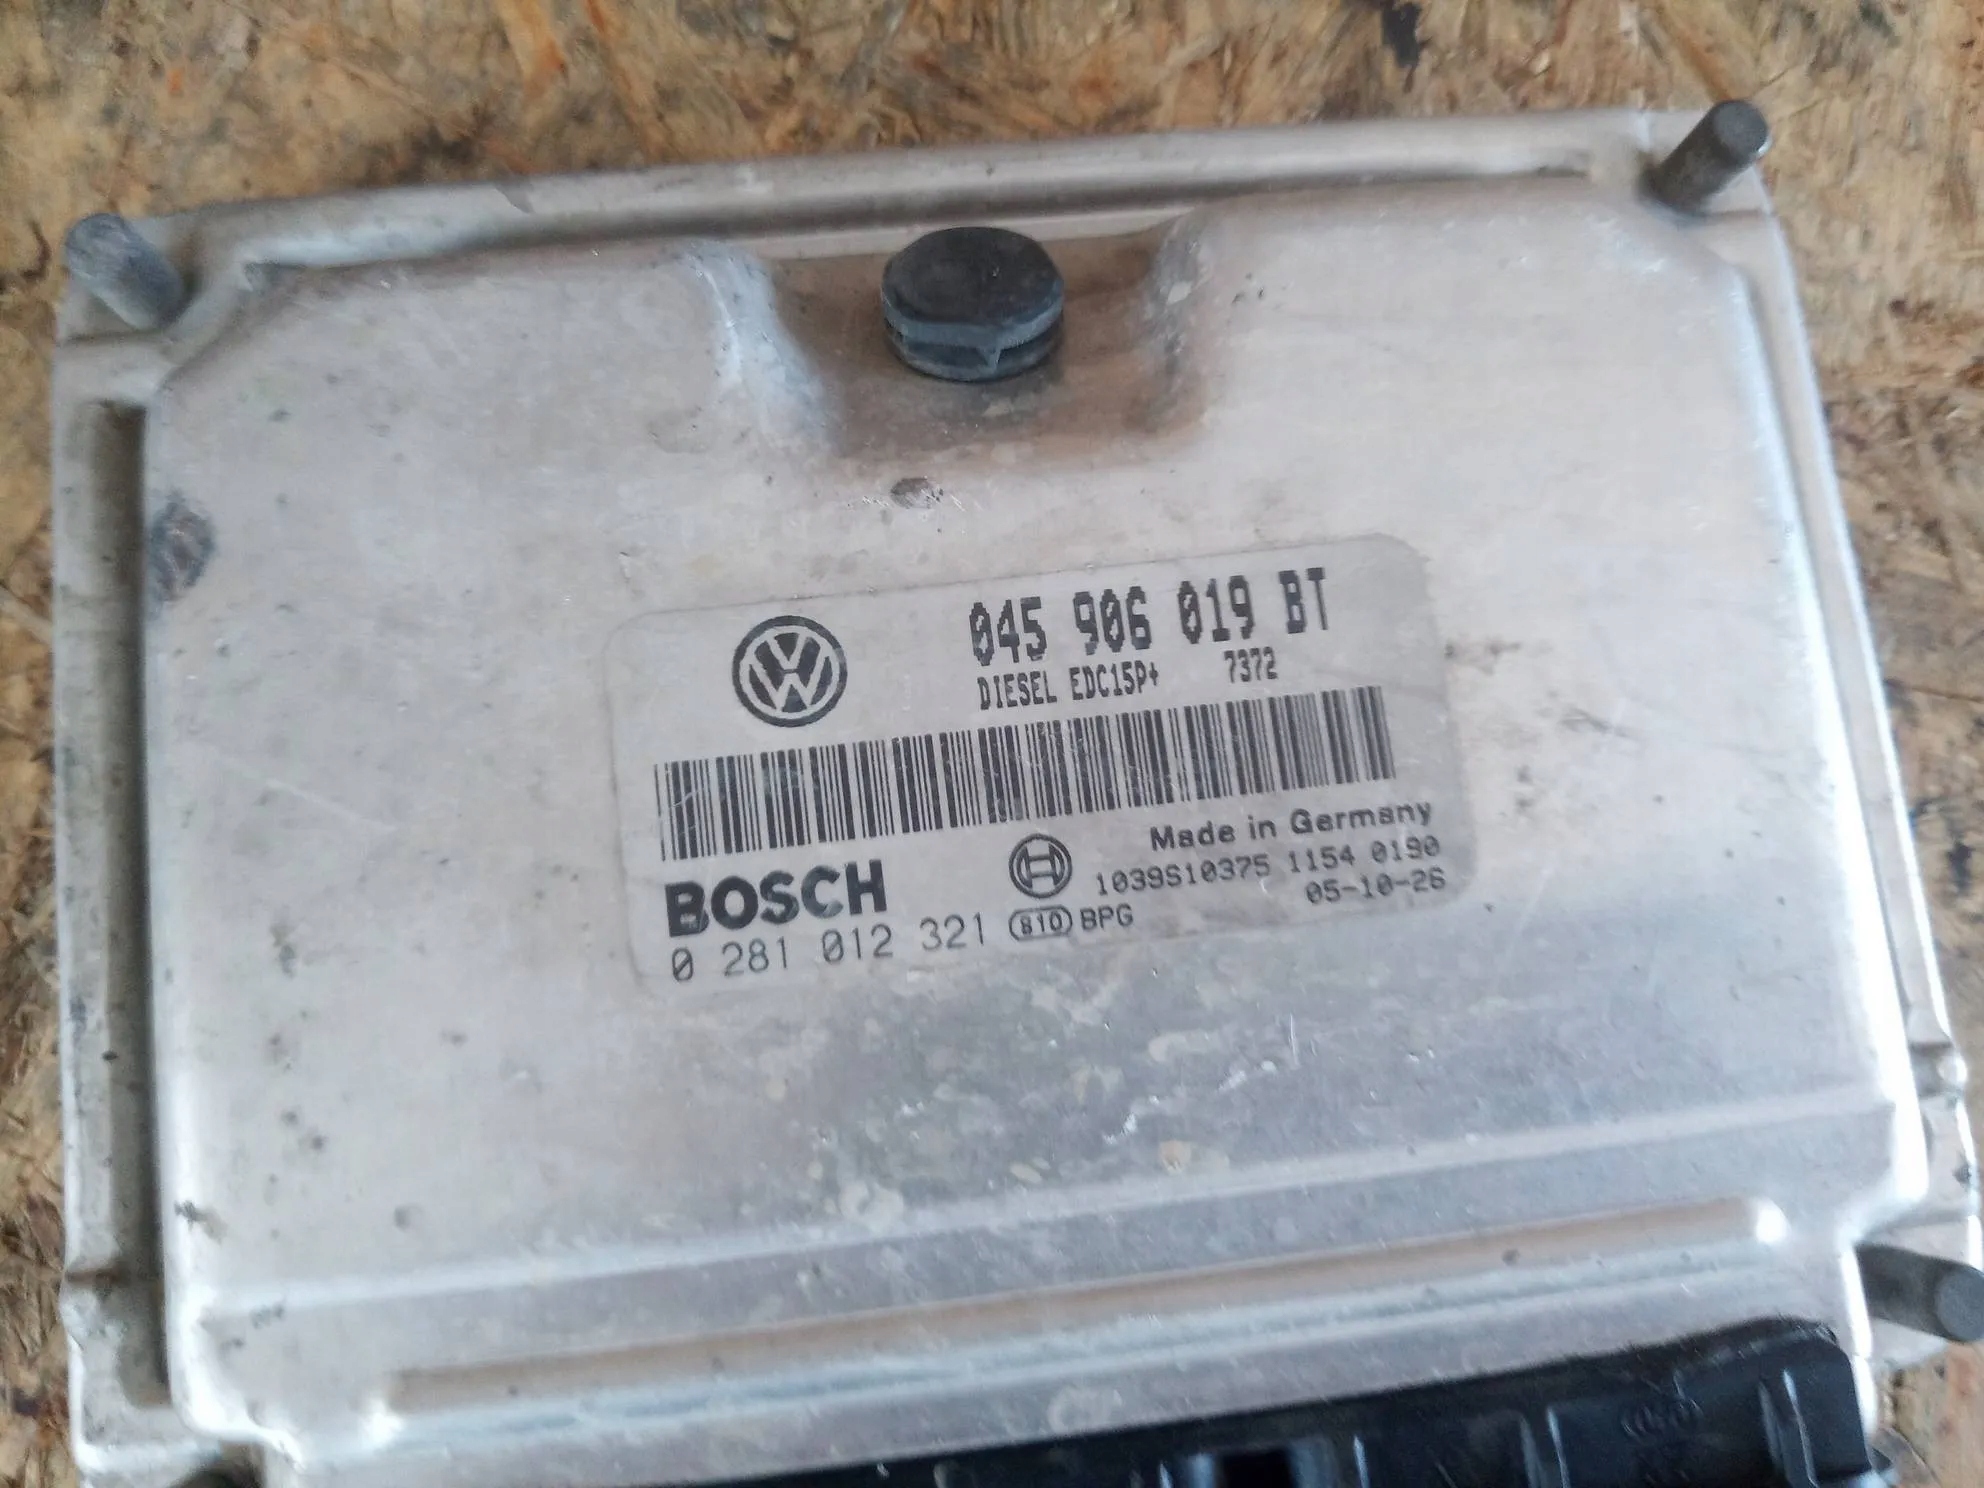 045 906 019 BT
DIESEL EDC15P+ 7372
Made in Germany
BOSCH
1039S10375 1154 0190
0 281 012 321 810 BPG
05-10-26